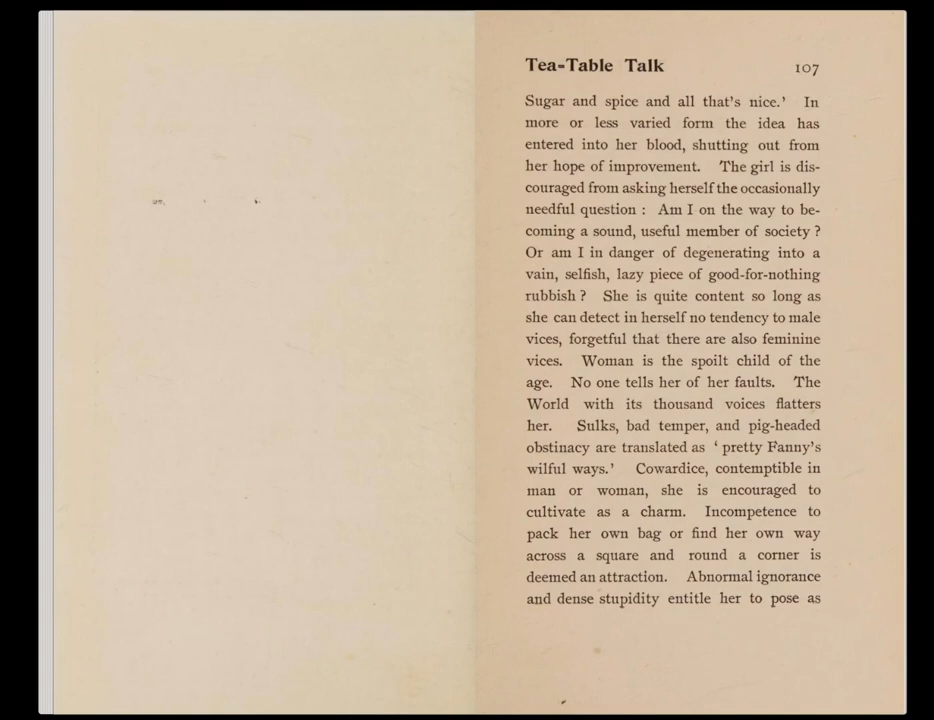 Tea-Table Talk 107
Sugar and spice and all that's nice.' In
more or less varied form the idea has
entered into her blood, shutting out from
her hope of improvement. The girl is dis-
couraged from asking herself the occasionally
needful question : Am I on the way to be-
coming a sound, useful member of society ?
Or am I in danger of degenerating into a
vain, selfish, lazy piece of good-for-nothing
rubbish ? She is quite content so long as
she can detect in herself no tendency to male
vices, forgetful that there are also feminine
vices. Woman is the spoilt child of the
age. No one tells her of her faults. The
World with its thousand voices flatters
her. Sulks, bad temper, and pig-headed
obstinacy are translated as ' pretty Fanny's
wilful ways.' Cowardice, contemptible in
man or woman, she is encouraged to
cultivate as a charm. Incompetence to
pack her own bag or find her own way
across a square and round a corner is
deemed an attraction. Abnormal ignorance
and dense stupidity entitle her to pose as